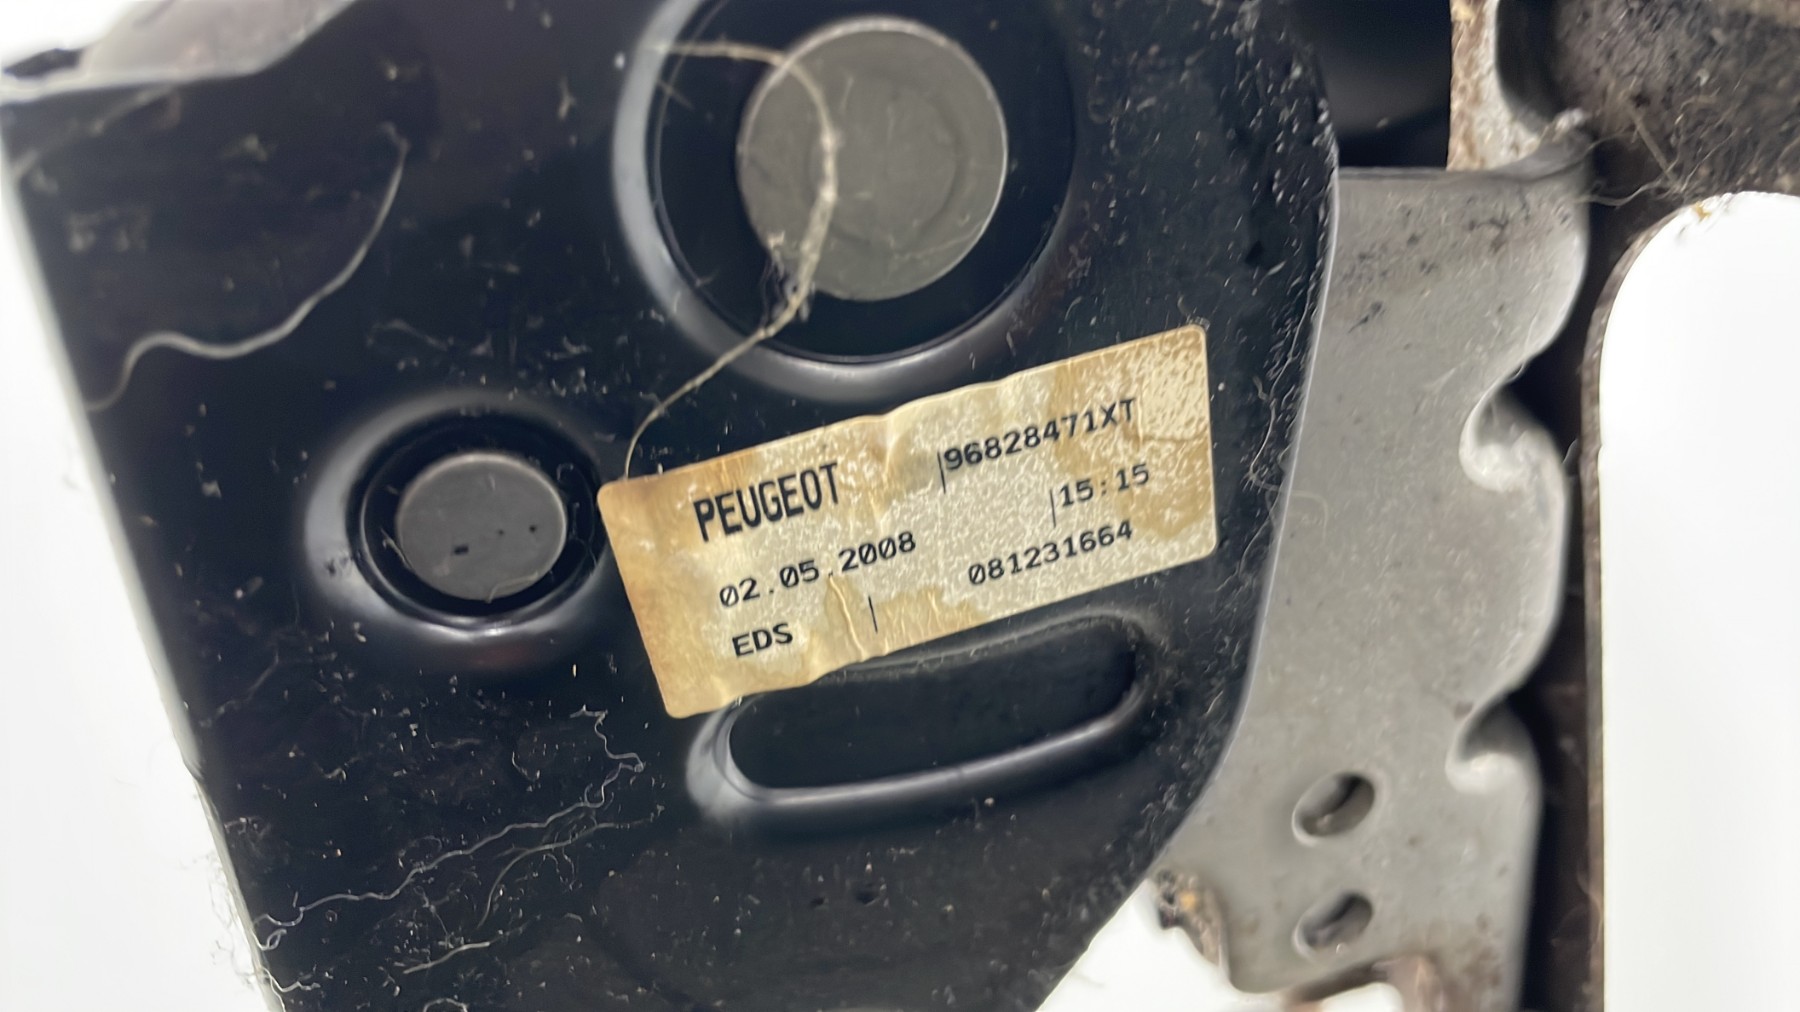 PEUGEOT |96828471XT
02.05.2008 |15:15
EDS | 081231664